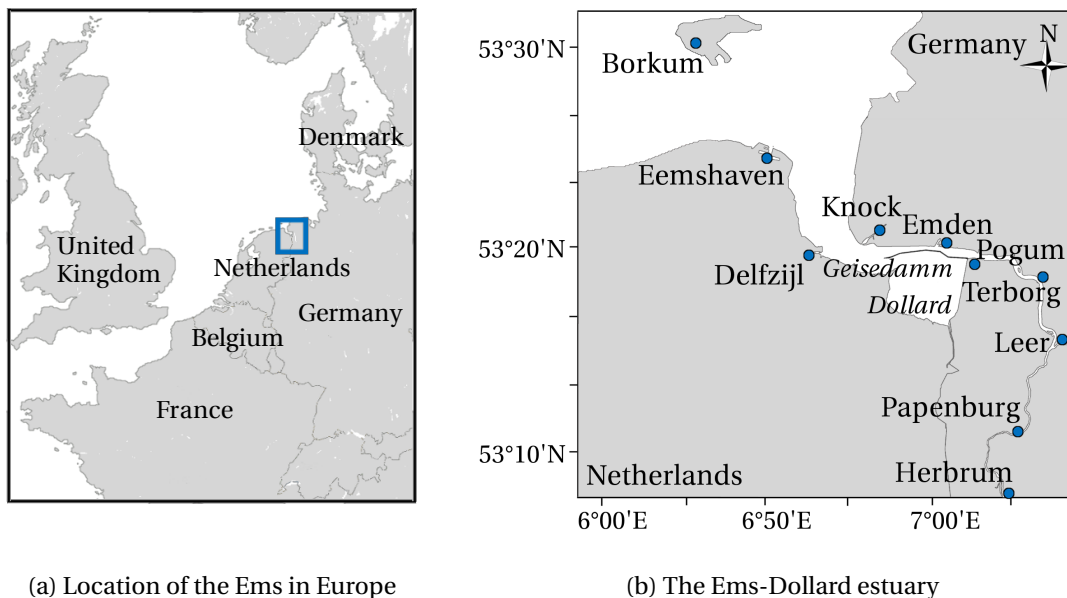 Denmark
United
Kingdom
Netherlands
Germany
Belgium
France
(a) Location of the Ems in Europe
53°30'N
53°20'N
53°10'N
N
Germany
Borkum
Eemshaven
Knock
Emden
Pogum
Delfzijl
Geisedamm
Terborg
Dollard
Leer
Papenburg
Herbrum
Netherlands
6°00'E
6°50'E
7°00'E
(b) The Ems-Dollard estuary